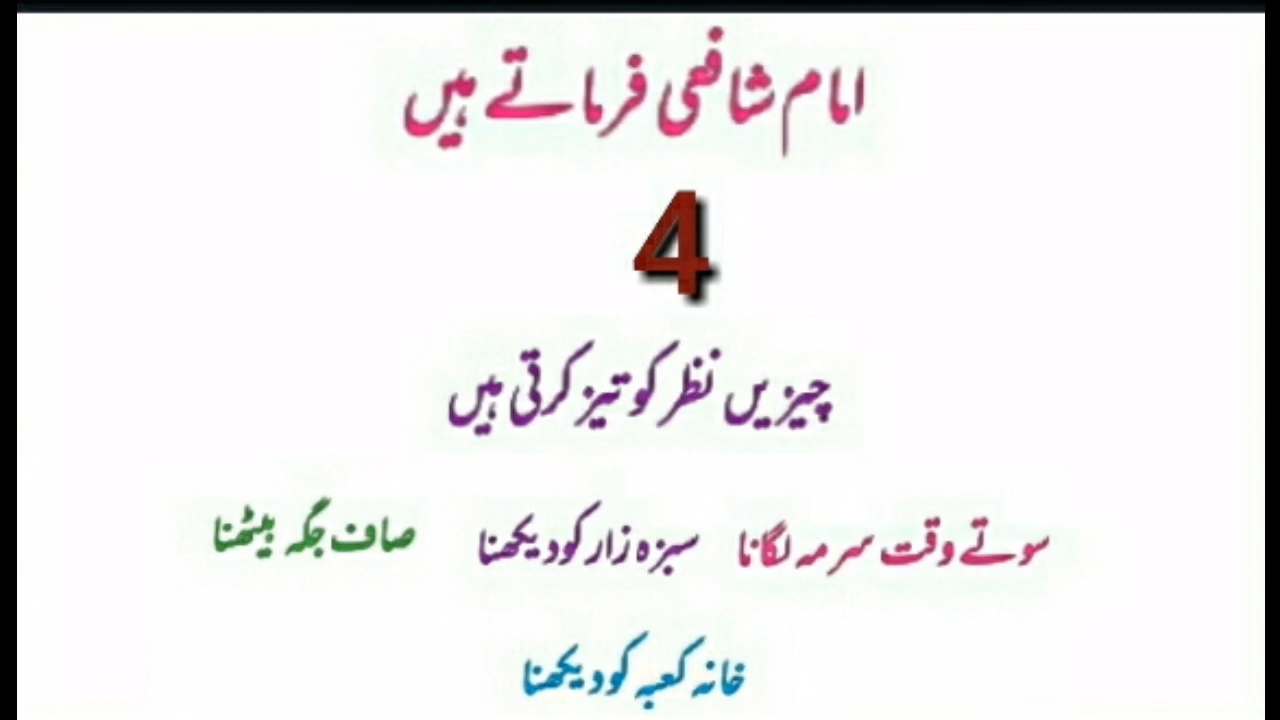 امام شافعی فرماتے ہیں
4
چیزیں نظر کو تیز کرتی ہیں
سوتے وقت سرمہ لگانا سبزہ زار کو دیکھنا صاف جگہ بیٹھنا
خانہ کعبہ کو دیکھنا